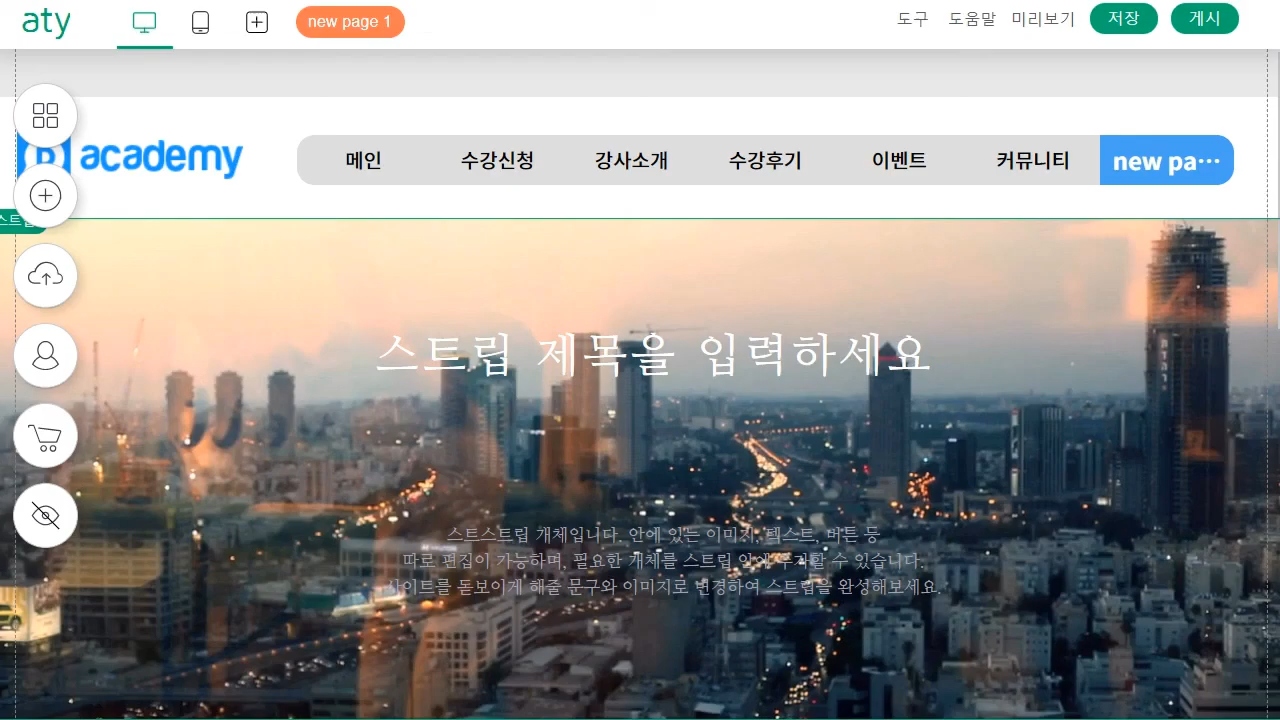 aty
new page 1
도구 도움말 미리보기 저장 게시
academy
메인 수강신청 강사소개 수강후기 이벤트 커뮤니티 new pa···
스트립 제목을 입력하세요
스트스트립 개체입니다. 안에 있는 이미지, 텍스트, 버튼 등
따로 편집이 가능하며, 필요한 개체를 스트립 안에 추가할 수 있습니다.
사이트를 돋보이게 해줄 문구와 이미지로 변경하여 스트립을 완성해보세요.